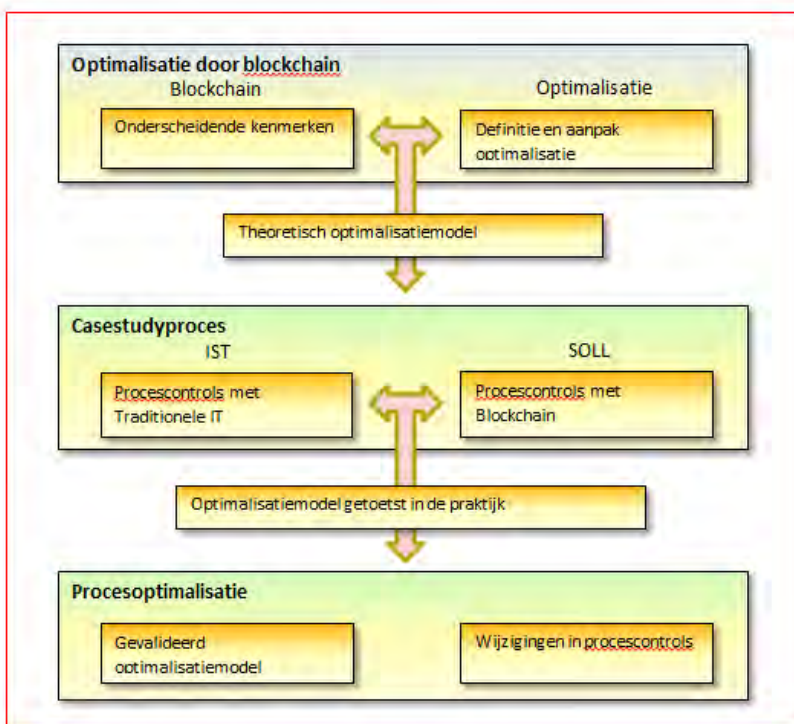 Optimalisatie door blockchain
Blockchain
Optimalisatie
Onderscheidende kenmerken
Definitie en aanpak
optimalisatie
Theoretisch optimalisatiemodel
Casestudyproces
IST
SOLL
Procescontrols met
Traditionele IT
Procescontrols met
Blockchain
Optimalisatiemodel getoetst in de praktijk
Procesoptimalisatie
Gevalideerd
optimalisatiemodel
Wijzigingen in procescontrols